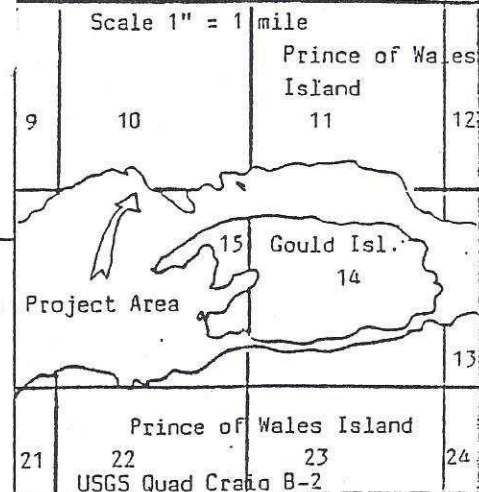 Scale 1" = 1 mile
Prince of Wales
Island
9 10 11 12
15 Gould Isl.
14
Project Area
13
Prince of Wales Island
21 22 23 24
USGS Quad Craig B-2